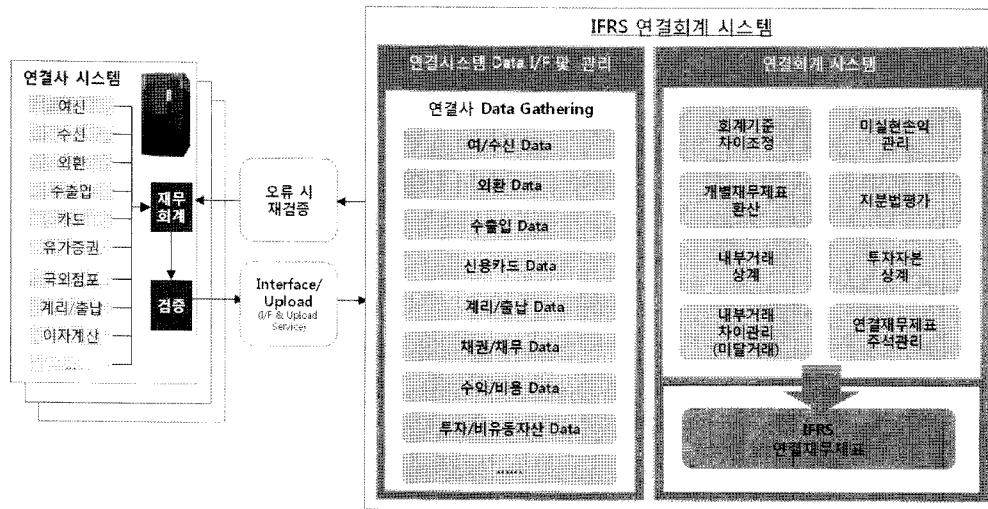 IFRS 연결회계 시스템
연결사 시스템
여신
수신
외환
수출입
카드
유가증권
국외점포
계리/출납
이자계산
....
재무
회계
검증
오류 시
재검증
Interface/
Upload
(I/F & Upload
Service)
연결시스템 Data I/F 및 관리
연결사 Data Gathering
여/수신 Data
외환 Data
수출입 Data
신용카드 Data
계리/출납 Data
채권/채무 Data
수익/비용 Data
투자/비유동자산 Data
......
연결회계 시스템
회계기준
차이조정
미실현손익
관리
개별재무제표
환산
지분법평가
내부거래
상계
투자자본
상계
내부거래
차이관리
(미달거래)
연결재무제표
주석관리
IFRS
연결재무제표